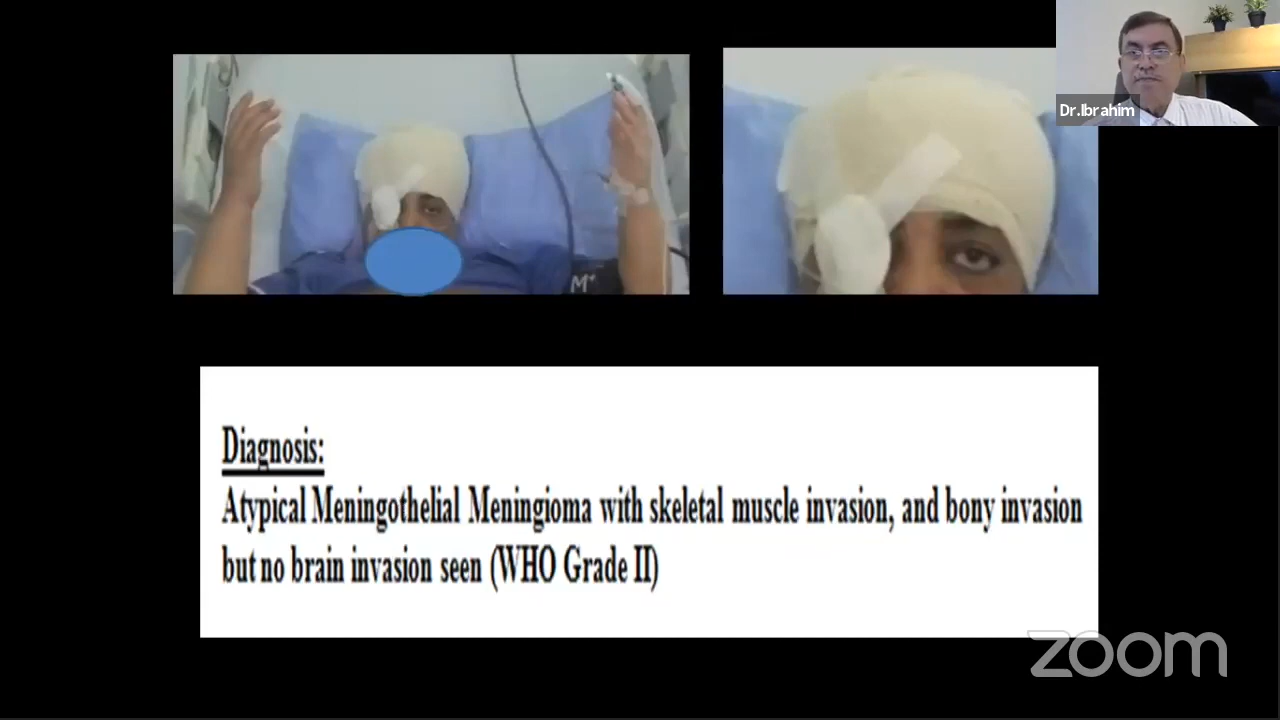 Dr.Ibrahim
M+
Diagnosis:
Atypical Meningothelial Meningioma with skeletal muscle invasion, and bony invasion
but no brain invasion seen (WHO Grade II)
zoom